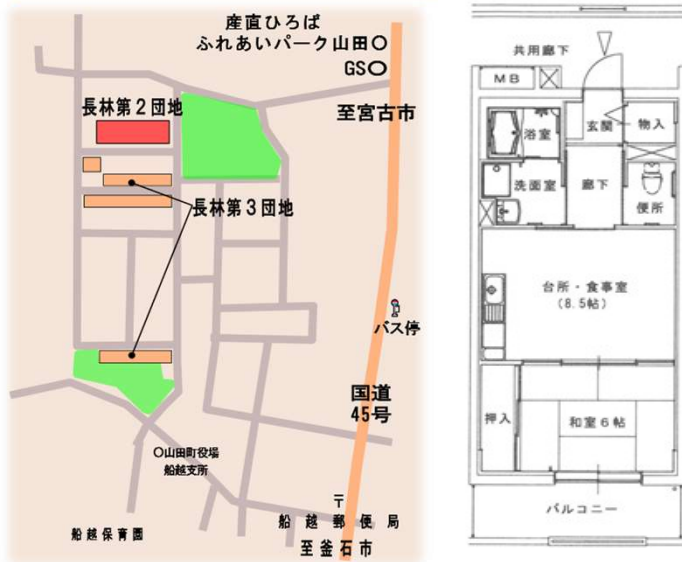 産直ひろば
ふれあいパーク山田〇
GS〇
至宮古市
長林第2団地
長林第3団地
バス停
国道
45号
〇山田町役場
船越支所
〒
船越郵便局
船越保育園
至釜石市
共用廊下
MB
浴室
玄関
物入
洗面室
廊下
便所
台所・食事室
(8.5帖)
押入
和室6帖
バルコニー